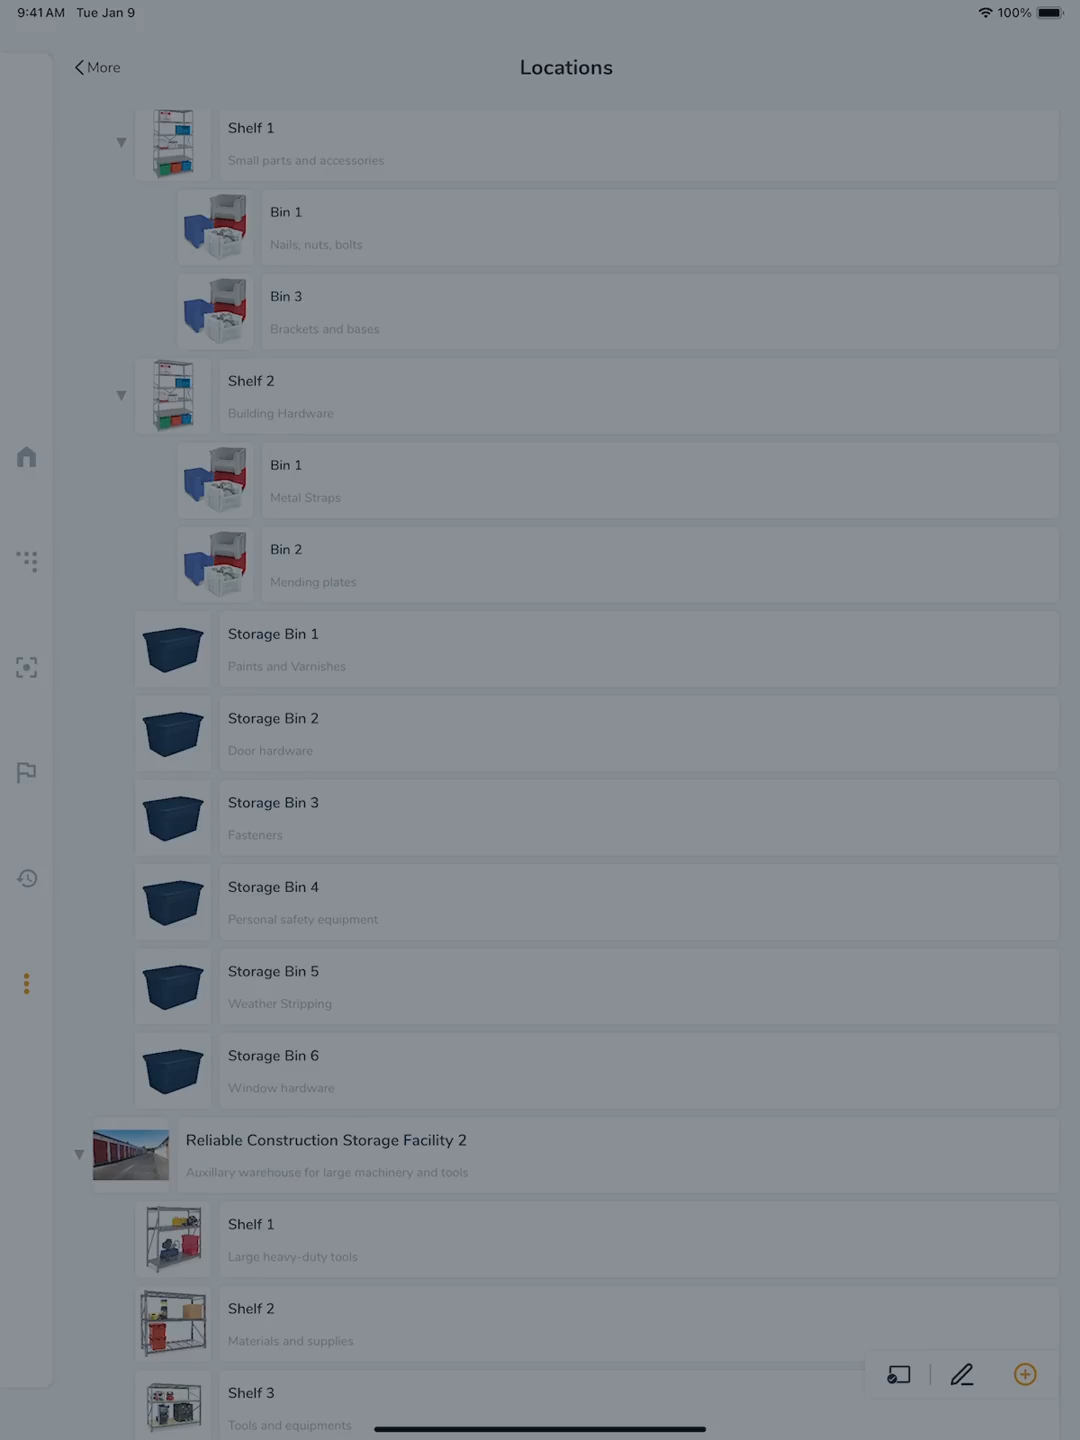 9:41 AM Tue Jan 9
100%
More
Locations
Shelf 1
Small parts and accessories
Bin 1
Nails, nuts, bolts
Bin 3
Brackets and bases
Shelf 2
Building Hardware
Bin 1
Metal Straps
Bin 2
Mending plates
Storage Bin 1
Paints and Varnishes
Storage Bin 2
Door hardware
Storage Bin 3
Fasteners
Storage Bin 4
Personal safety equipment
Storage Bin 5
Weather Stripping
Storage Bin 6
Window hardware
Reliable Construction Storage Facility 2
Auxillary warehouse for large machinery and tools
Shelf 1
Large heavy-duty tools
Shelf 2
Materials and supplies
Shelf 3
Tools and equipments